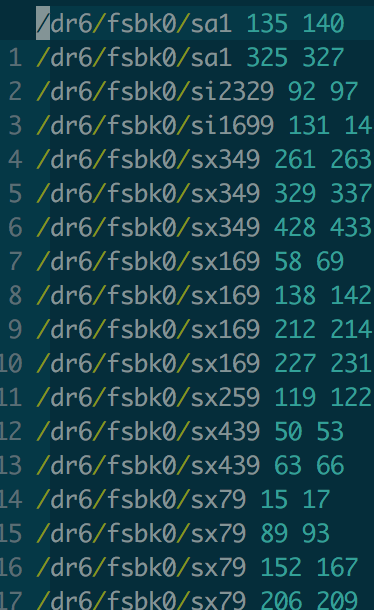 /dr6/fsbk0/sa1 135 140
1 /dr6/fsbk0/sa1 325 327
2 /dr6/fsbk0/si2329 92 97
3 /dr6/fsbk0/si1699 131 14
4 /dr6/fsbk0/sx349 261 263
5 /dr6/fsbk0/sx349 329 337
6 /dr6/fsbk0/sx349 428 433
7 /dr6/fsbk0/sx169 58 69
8 /dr6/fsbk0/sx169 138 142
9 /dr6/fsbk0/sx169 212 214
10 /dr6/fsbk0/sx169 227 231
11 /dr6/fsbk0/sx259 119 122
12 /dr6/fsbk0/sx439 50 53
13 /dr6/fsbk0/sx439 63 66
14 /dr6/fsbk0/sx79 15 17
15 /dr6/fsbk0/sx79 89 93
16 /dr6/fsbk0/sx79 152 167
17 /dr6/fsbk0/sx79 206 209